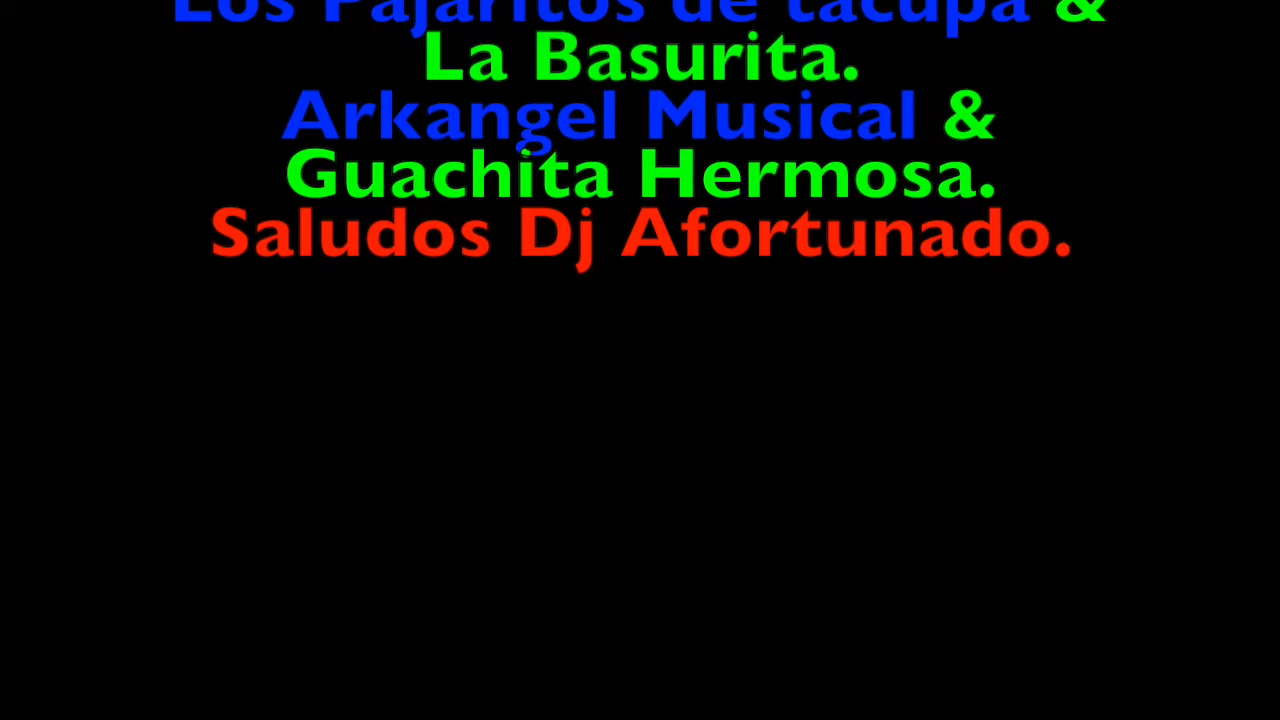 Los Pajaritos de tacupa &
La Basurita.
Arkangel Musical &
Guachita Hermosa.
Saludos Dj Afortunado.